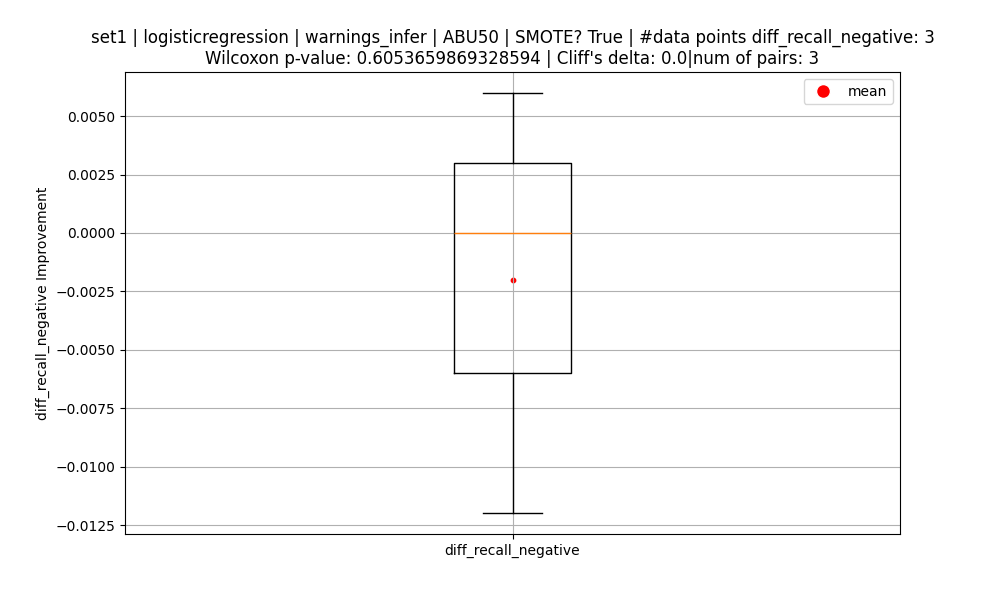 set1 | logisticregression | warnings_infer | ABU50 | SMOTE? True | #data points diff_recall_negative: 3
Wilcoxon p-value: 0.6053659869328594 | Cliff's delta: 0.0|num of pairs: 3
mean
0.0050
0.0025
0.0000
−0.0025
−0.0050
−0.0075
−0.0100
−0.0125
diff_recall_negative Improvement
diff_recall_negative